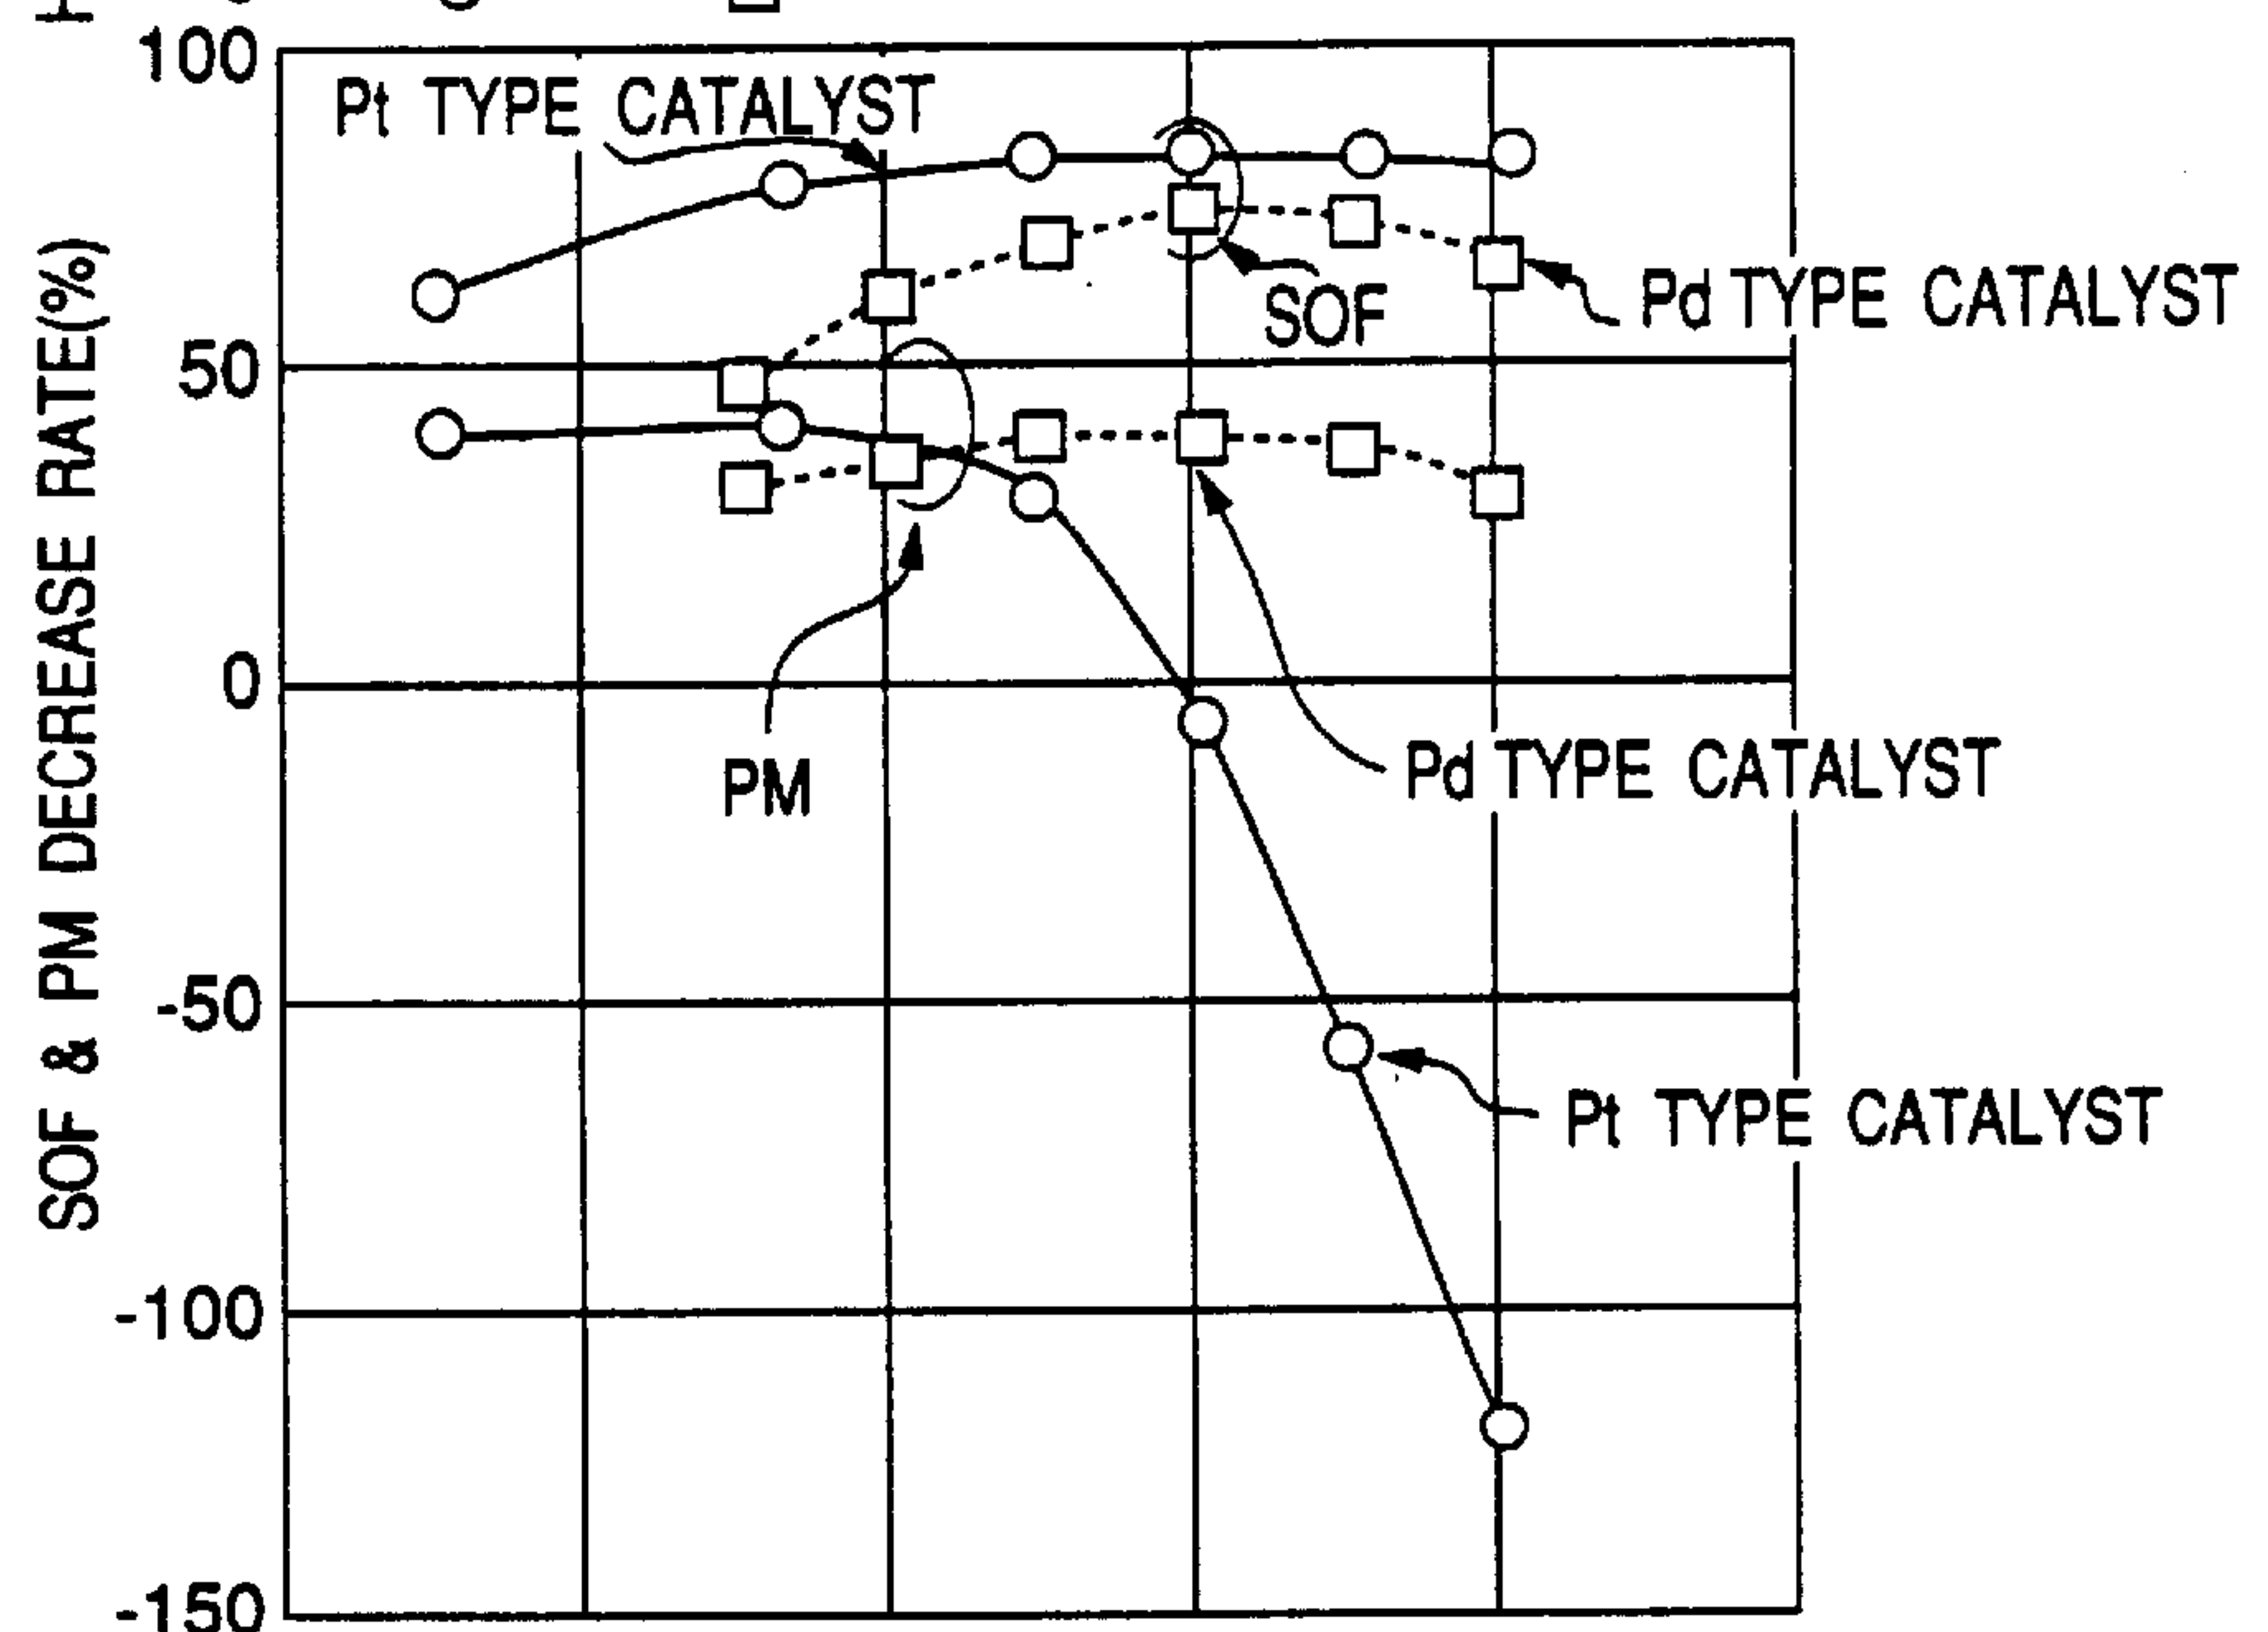 100
Pt TYPE CATALYST
SOF
Pd TYPE CATALYST
50
0
PM
Pd TYPE CATALYST
-50
Pt TYPE CATALYST
-100
-150
SOF & PM DECREASE RATE(%)